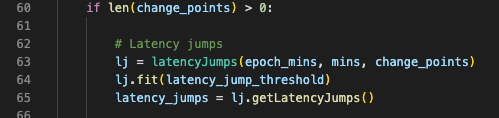 60 if len(change_points) > 0:
61
62 # Latency jumps
63 lj = latencyJumps(epoch_mins, mins, change_points)
64 lj.fit(latency_jump_threshold)
65 latency_jumps = lj.getLatencyJumps()
66